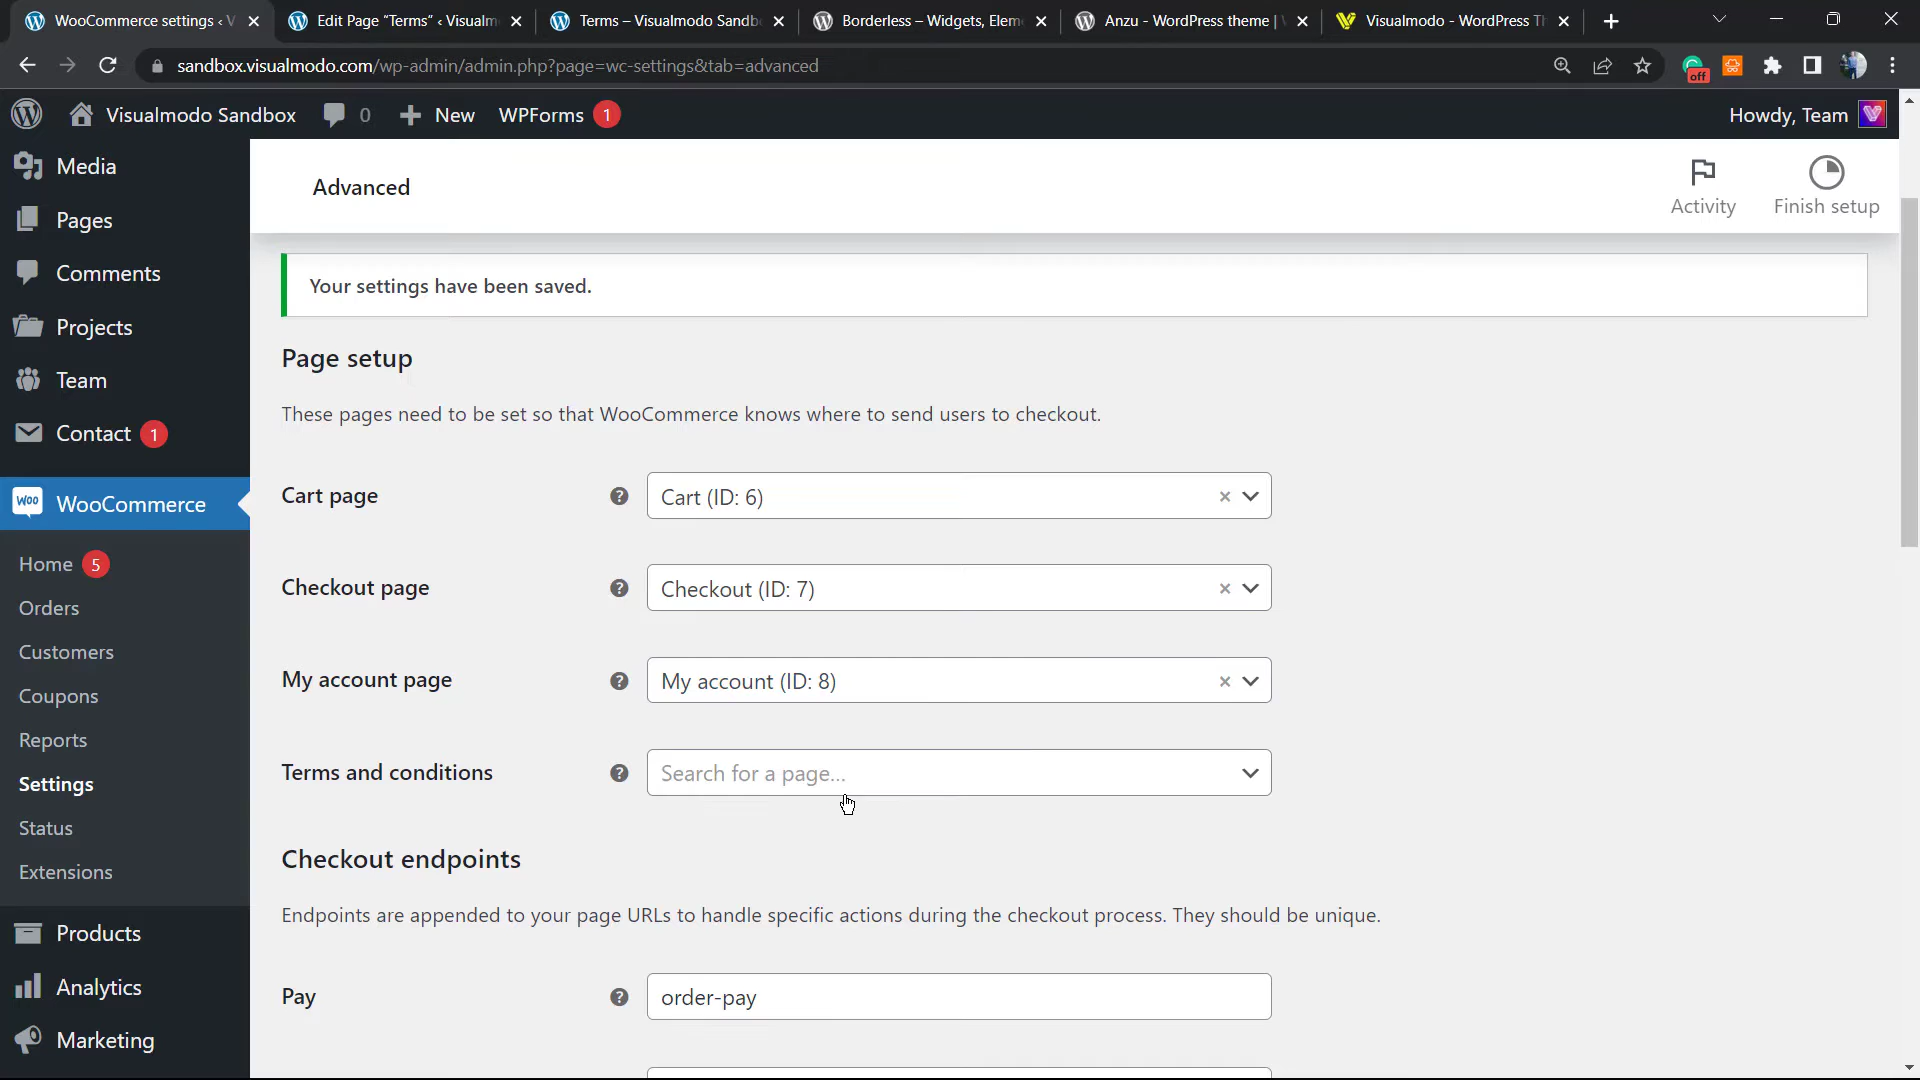 WooCommerce settings ‹ V
Edit Page “Terms” ‹ Visualm
Terms – Visualmodo Sandb
Borderless – Widgets, Elem
Anzu - WordPress theme |
Visualmodo - WordPress Th
sandbox.visualmodo.com/wp-admin/admin.php?page=wc-settings&tab=advanced
off
Visualmodo Sandbox
0
New
WPForms
1
Howdy, Team
Media
Pages
Comments
Projects
Team
Contact 1
woo
WooCommerce
Home 5
Orders
Customers
Coupons
Reports
Settings
Status
Extensions
Products
Analytics
Marketing
Advanced
Activity
Finish setup
Your settings have been saved.
Page setup
These pages need to be set so that WooCommerce knows where to send users to checkout.
Cart page
Cart (ID: 6)
Checkout page
Checkout (ID: 7)
My account page
My account (ID: 8)
Terms and conditions
Search for a page...
Checkout endpoints
Endpoints are appended to your page URLs to handle specific actions during the checkout process. They should be unique.
Pay
order-pay